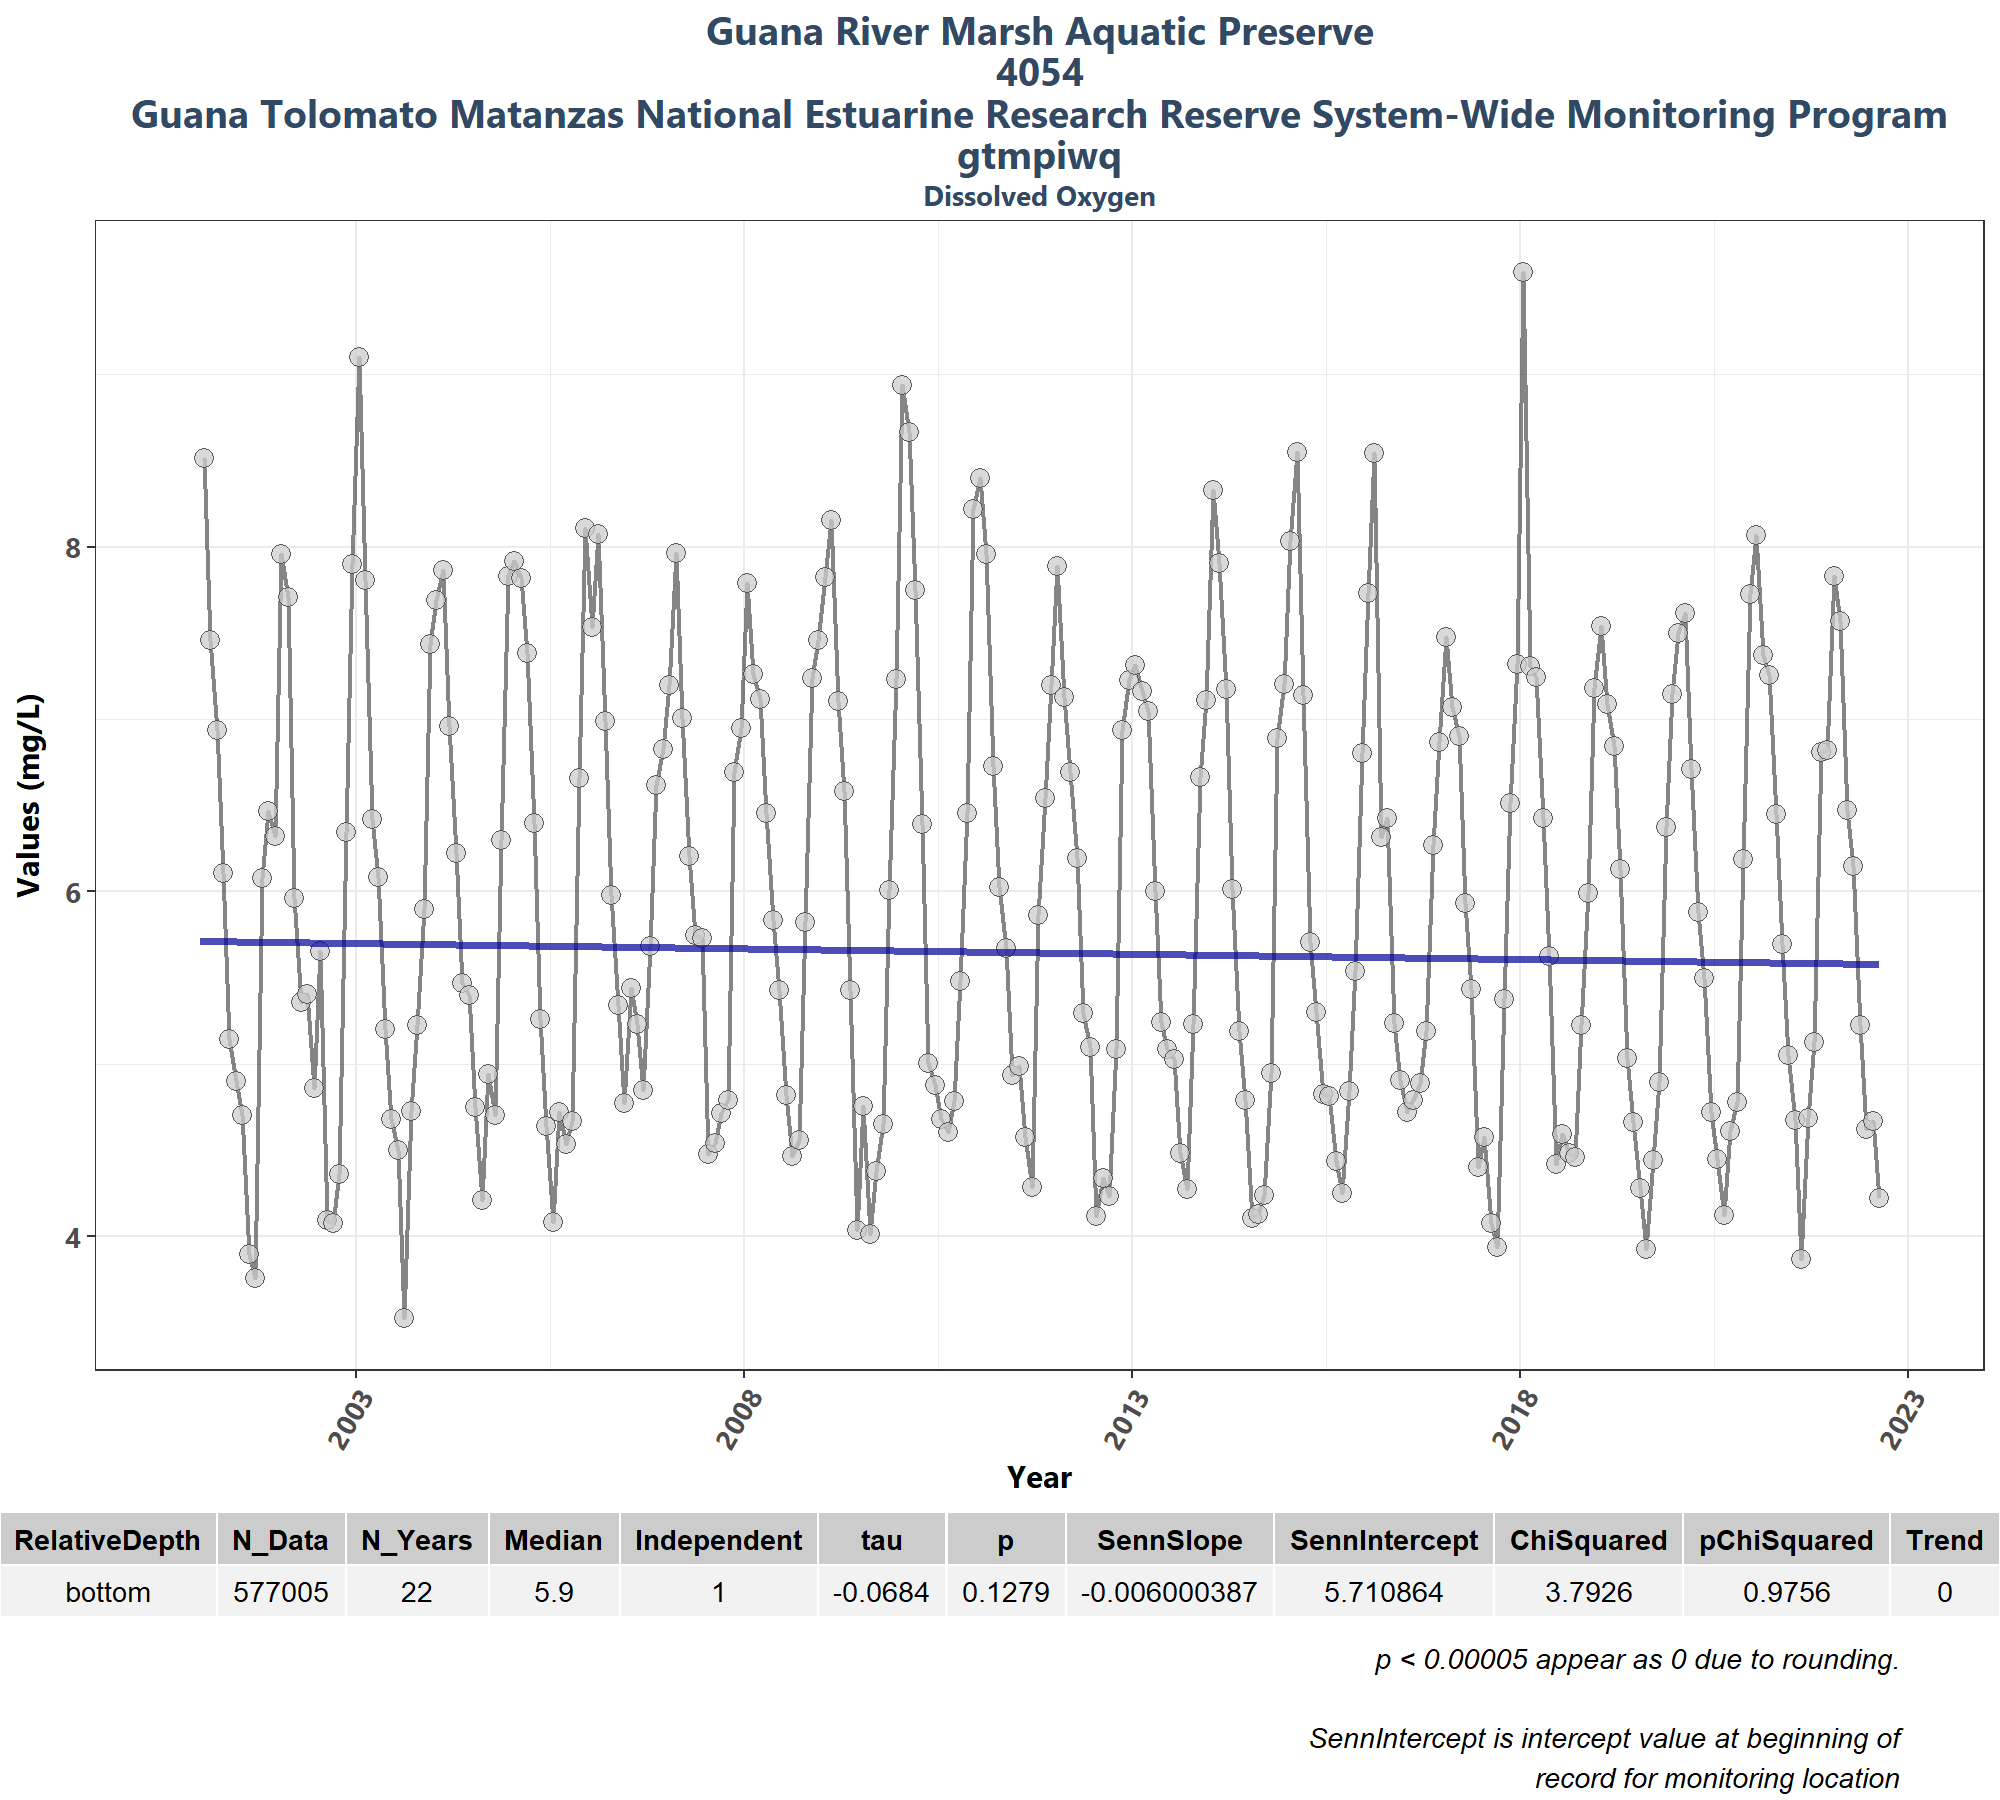 Guana River Marsh Aquatic Preserve
4054
Guana Tolomato Matanzas National Estuarine Research Reserve System-Wide Monitoring Program
gtmpiwq
Dissolved Oxygen
Values (mg/L)
8
6
4
2003 2008 2013 2018 2023
Year
RelativeDepth N_Data N_Years Median Independent tau p SennSlope SennIntercept ChiSquared pChiSquared Trend
bottom 577005 22 5.9 1 -0.0684 0.1279 -0.006000387 5.710864 3.7926 0.9756 0
p < 0.00005 appear as 0 due to rounding.
SennIntercept is intercept value at beginning of
record for monitoring location